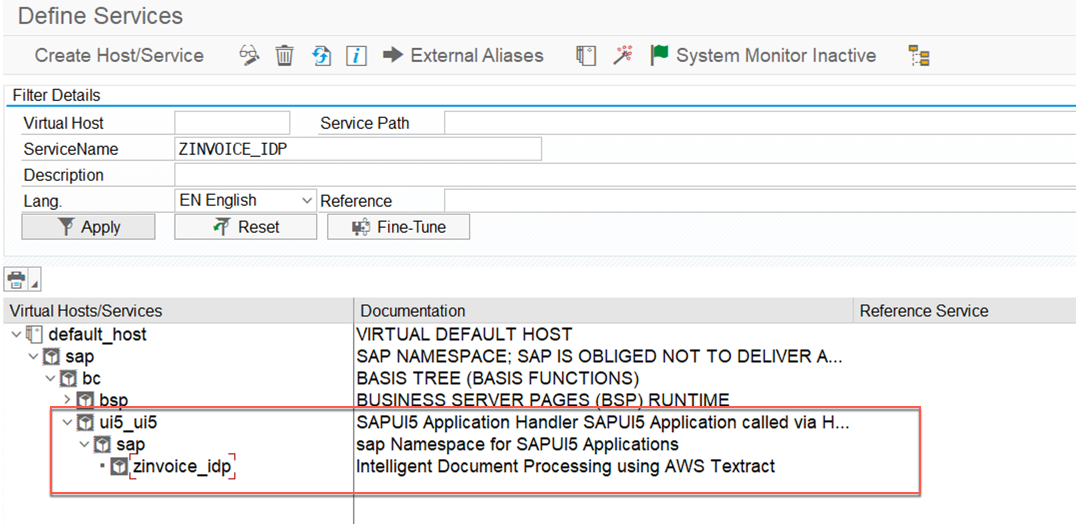 Define Services
Create Host/Service External Aliases System Monitor Inactive
Filter Details
Virtual Host Service Path
ServiceName ZINVOICE_IDP
Description
Lang. EN English Reference
Apply Reset Fine-Tune
Virtual Hosts/Services Documentation Reference Service
default_host VIRTUAL DEFAULT HOST
sap SAP NAMESPACE; SAP IS OBLIGED NOT TO DELIVER A...
bc BASIS TREE (BASIS FUNCTIONS)
bsp BUSINESS SERVER PAGES (BSP) RUNTIME
ui5_ui5 SAPUI5 Application Handler SAPUI5 Application called via H...
sap sap Namespace for SAPUI5 Applications
zinvoice_idp Intelligent Document Processing using AWS Textract